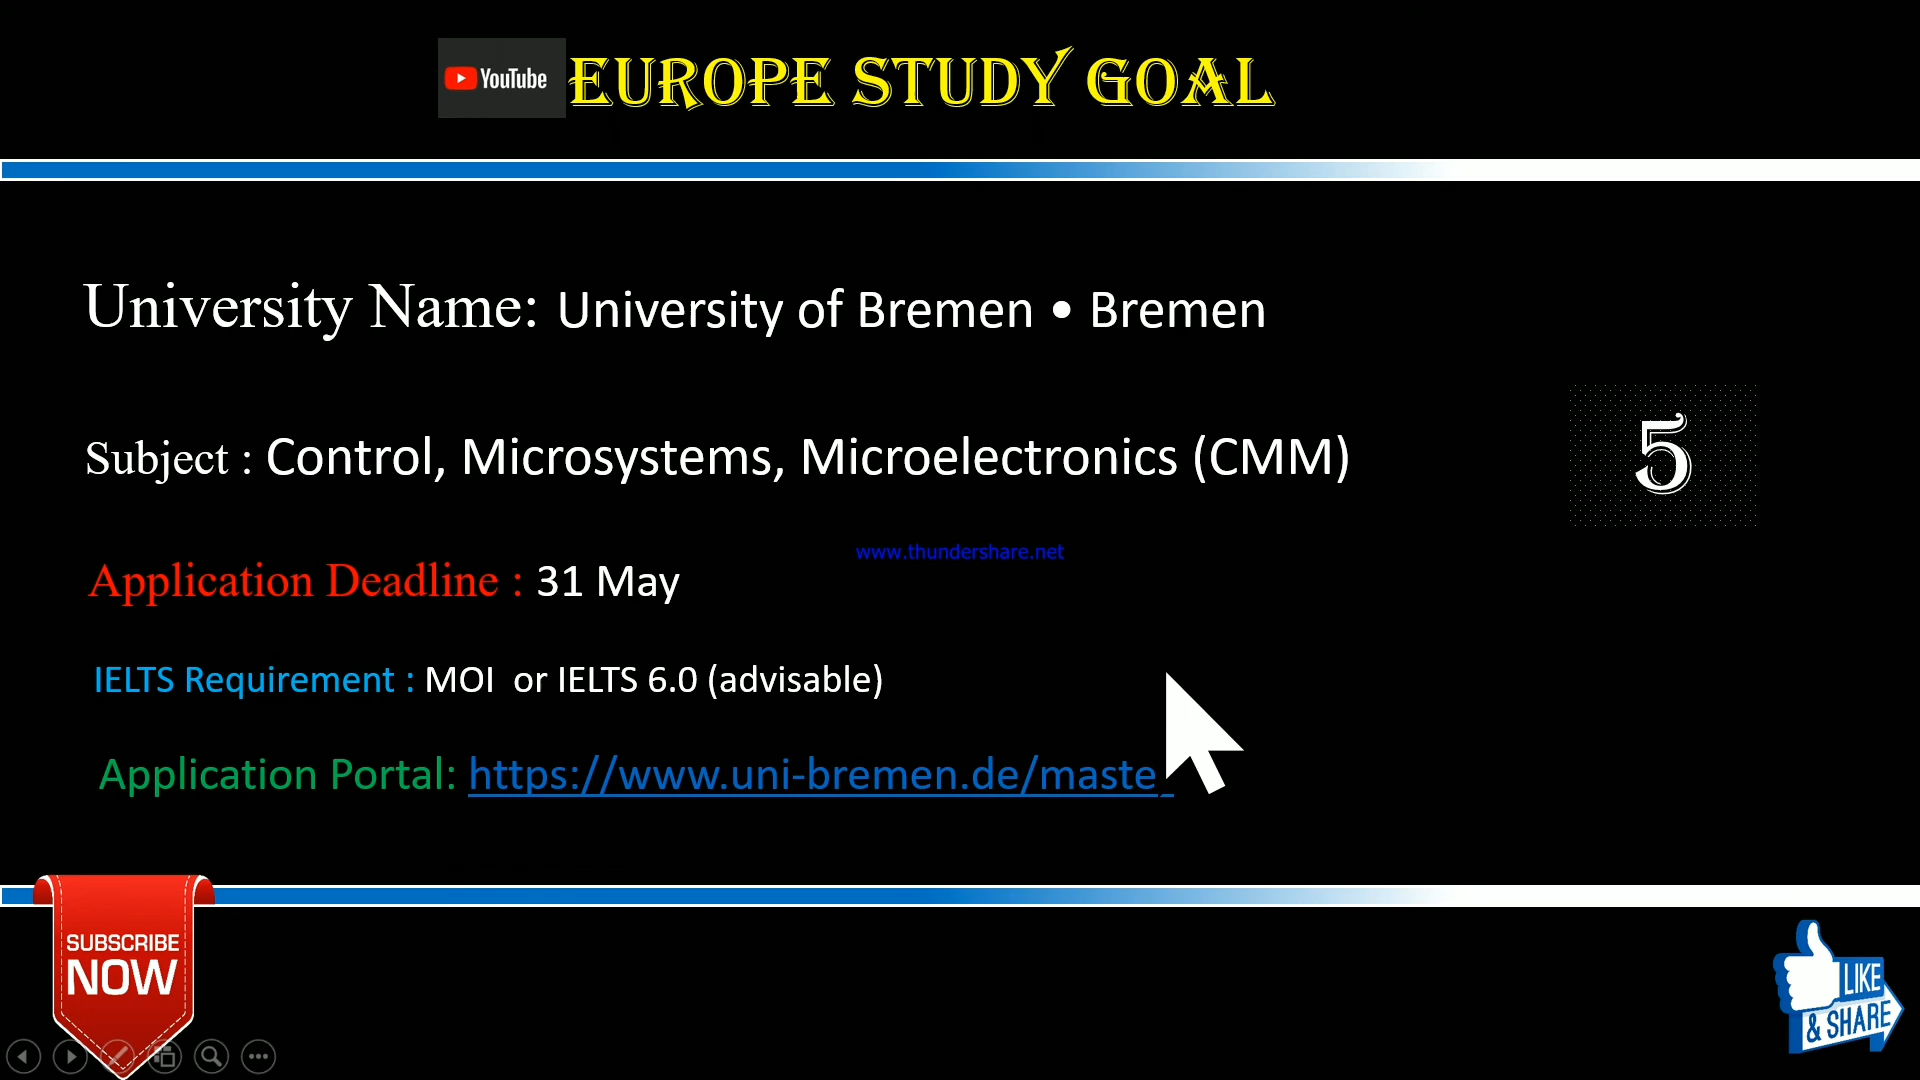 YouTube EUROPE STUDY GOAL
University Name: University of Bremen • Bremen
Subject : Control, Microsystems, Microelectronics (CMM)
5
www.thundershare.net
Application Deadline : 31 May
IELTS Requirement : MOI or IELTS 6.0 (advisable)
Application Portal: https://www.uni-bremen.de/maste
SUBSCRIBE
NOW
LIKE
& SHARE